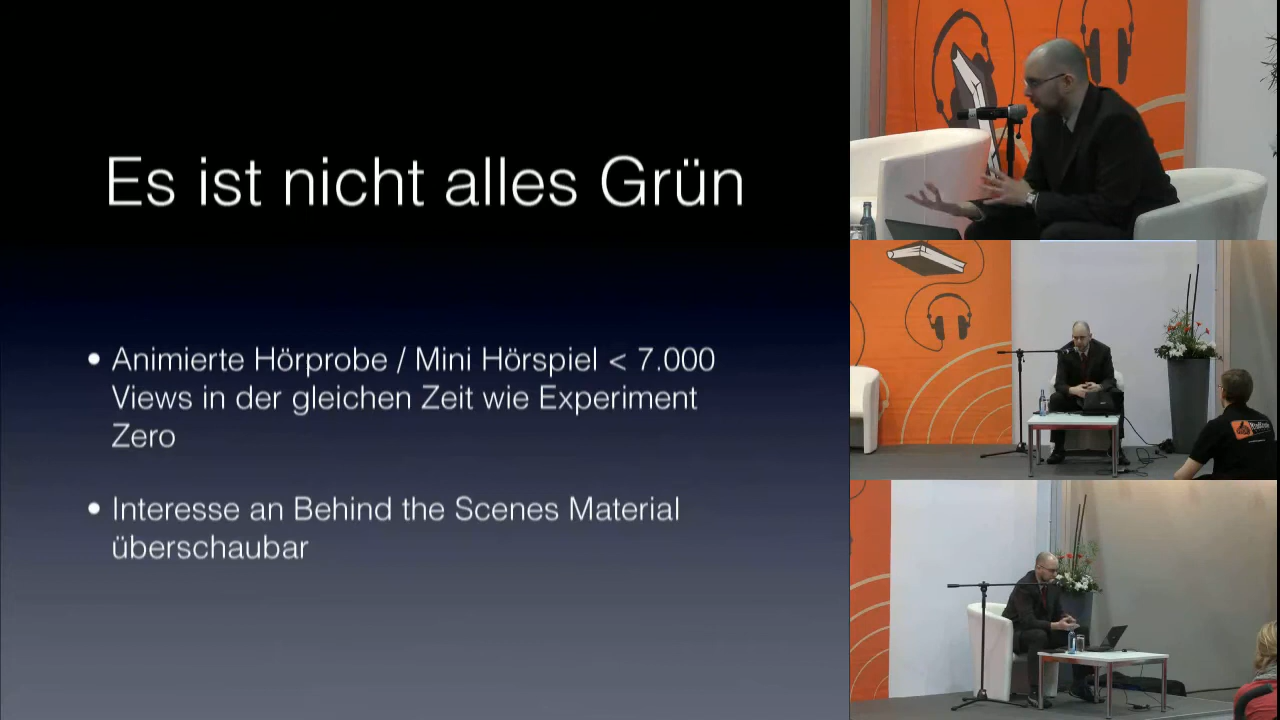 Es ist nicht alles Grün
• Animierte Hörprobe / Mini Hörspiel < 7.000
Views in der gleichen Zeit wie Experiment
Zero
• Interesse an Behind the Scenes Material
überschaubar